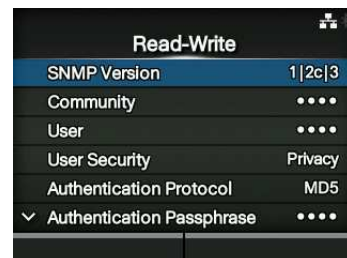 Read-Write
SNMP Version 1|2c|3
Community ••••
User ••••
User Security Privacy
Authentication Protocol MD5
Authentication Passphrase ••••